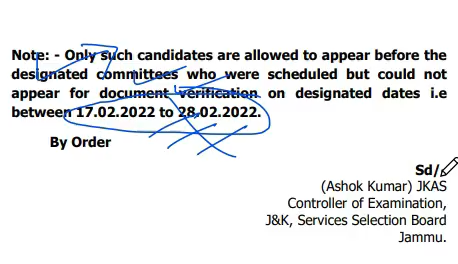 Note: - Only such candidates are allowed to appear before the
designated committees who were scheduled but could not
appear for document verification on designated dates i.e
between 17.02.2022 to 28.02.2022.
By Order
Sd/
(Ashok Kumar) JKAS
Controller of Examination,
J&K, Services Selection Board
Jammu.